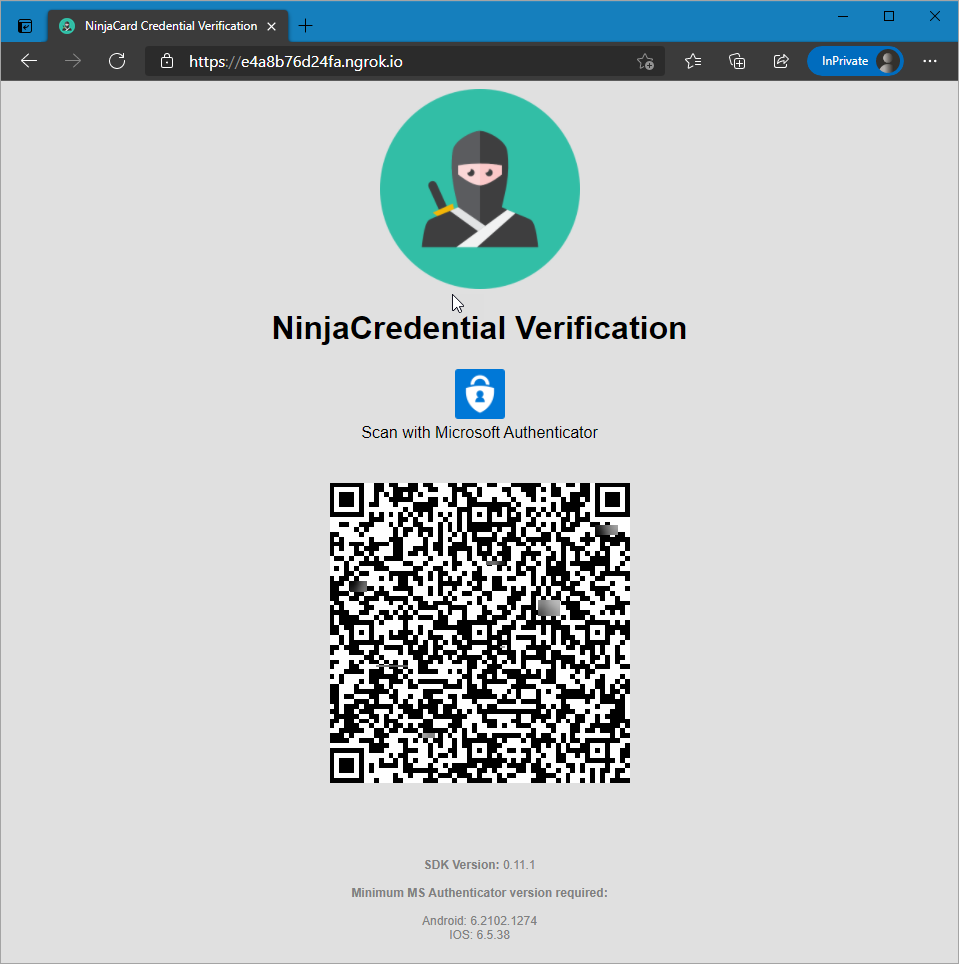 NinjaCard Credential Verification
https://e4a8b76d24fa.ngrok.io
InPrivate
NinjaCredential Verification
Scan with Microsoft Authenticator
SDK Version: 0.11.1
Minimum MS Authenticator version required:
Android: 6.2102.1274
IOS: 6.5.38